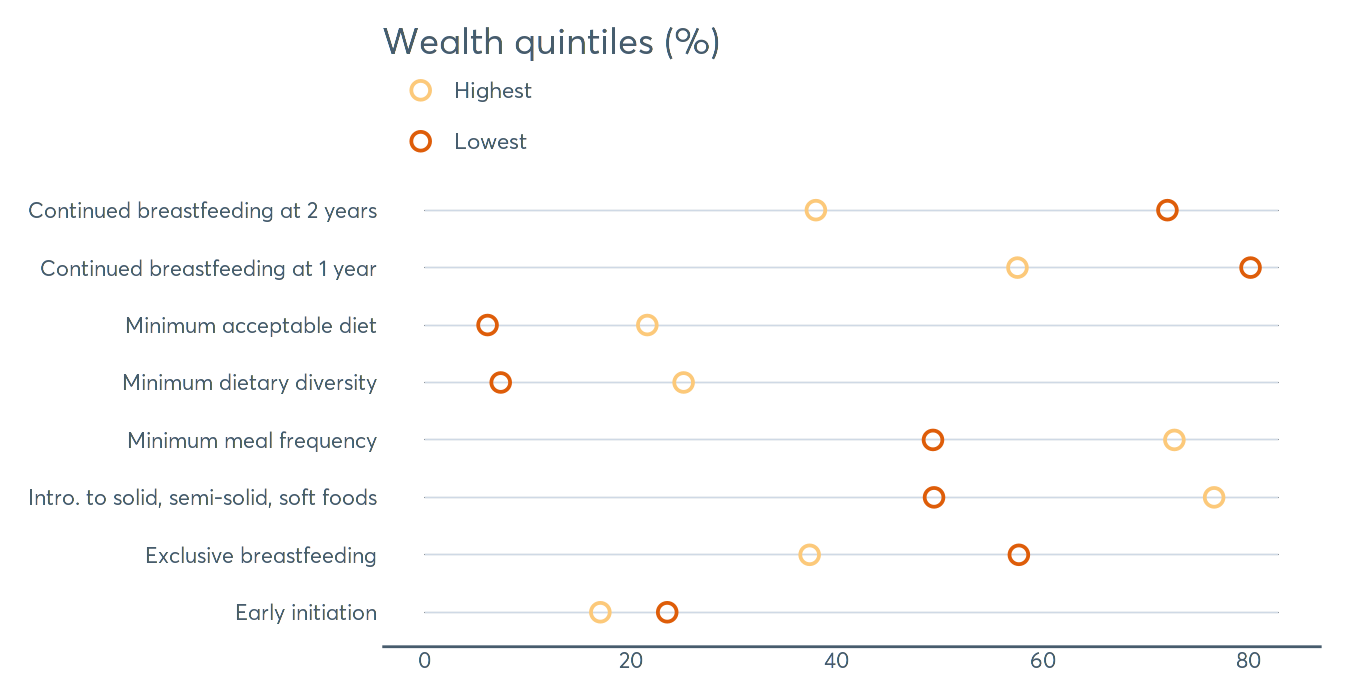 Wealth quintiles (%)
Highest
Lowest
Continued breastfeeding at 2 years
Continued breastfeeding at 1 year
Minimum acceptable diet
Minimum dietary diversity
Minimum meal frequency
Intro. to solid, semi-solid, soft foods
Exclusive breastfeeding
Early initiation
0 20 40 60 80